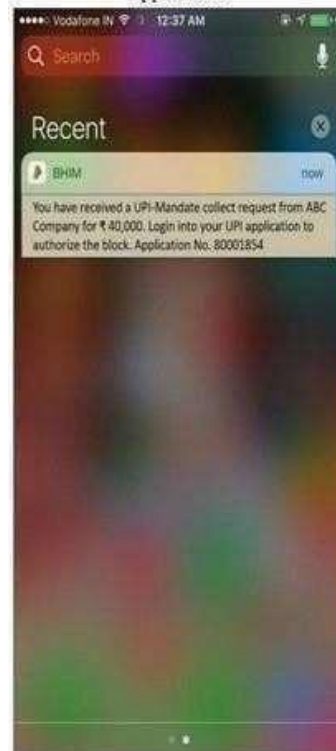 Vodafone IN 12:37 AM
Search
Recent
BHIM now
You have received a UPI-Mandate collect request from ABC
Company for ₹ 40,000. Login into your UPI application to
authorize the block. Application No. 80001854